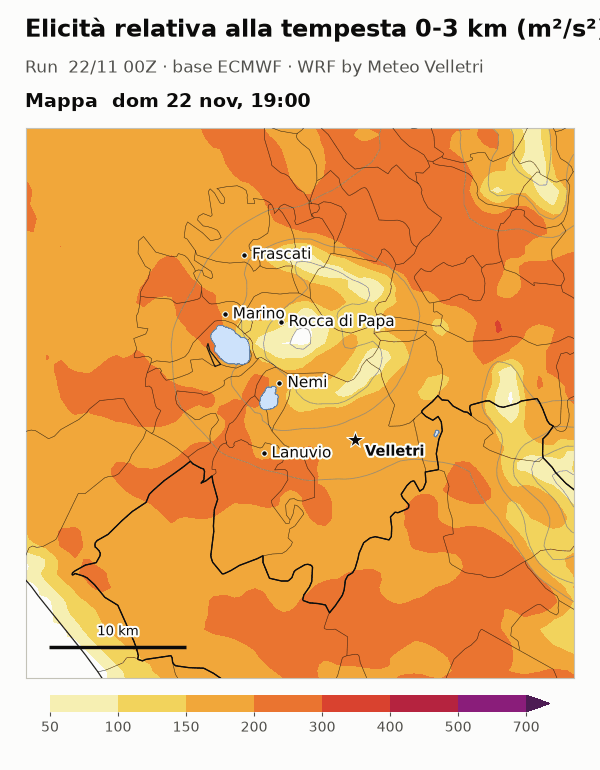 Elicità relativa alla tempesta 0-3 km (m²/s²)
Run  22/11 00Z · base ECMWF · WRF by Meteo Velletri
Mappa  dom 22 nov, 19:00
Frascati
Marino
Rocca di Papa
Nemi
Velletri
Lanuvio
10 km
50 100 150 200 300 400 500 700